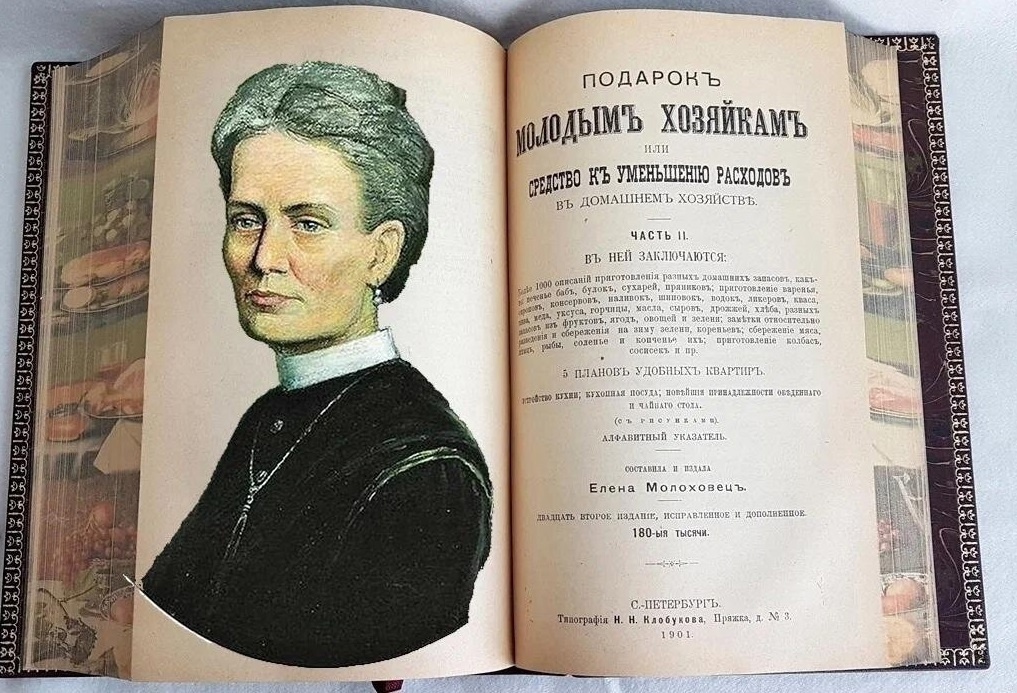 ПОДАРОКЪ
МОЛОДЫМЪ ХОЗЯЙКАМЪ
ИЛИ
СРЕДСТВО КЪ УМЕНЬШЕНІЮ РАСХОДОВЪ
ВЪ ДОМАШНЕМЪ ХОЗЯЙСТВѢ.
ЧАСТЬ II.
ВЪ НЕЙ ЗАКЛЮЧАЮТСЯ:
1000 описаній приготовленія разныхъ домашнихъ запасовъ, какъ-
печенье бабъ, булокъ, сухарей, пряниковъ; приготовленіе варенья,
консервовъ, наливокъ, шиповокъ, водокъ, ликеровъ, кваса,
меда, уксуса, горчицы, масла, сыровъ, дрожжей, хлѣба, разныхъ
изъ фруктовъ, ягодъ, овощей и зелени; замѣтки относительно
и сбереженія на зиму зелени, кореньевъ; сбереженіе мяса,
рыбы, соленье и копченье ихъ; приготовленіе колбасъ,
сосисекъ и пр.
5 ПЛАНОВЪ УДОБНЫХЪ КВАРТИРЪ.
УСТРОЙСТВО КУХНИ; КУХОННАЯ ПОСУДА; НОВѢЙШІЯ ПРИНАДЛЕЖНОСТИ ОБѢДЕННАГО
И ЧАЙНАГО СТОЛА.
(СЪ РИСУНКАМИ).
АЛФАВИТНЫЙ УКАЗАТЕЛЬ.
СОСТАВИЛА И ИЗДАЛА
Елена Молоховецъ.
ДВАДЦАТЬ ВТОРОЕ ИЗДАНІЕ, ИСПРАВЛЕННОЕ И ДОПОЛНЕННОЕ.
180-ыя тысячи.
С.-ПЕТЕРБУРГЪ.
Типографія Н. Н. Клобукова, Пряжка, д. № 3.
1901.